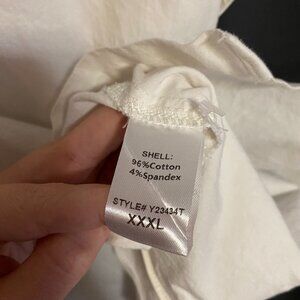 SHELL:
96%Cotton
4%Spandex
STYLE# Y23434T
XXXL